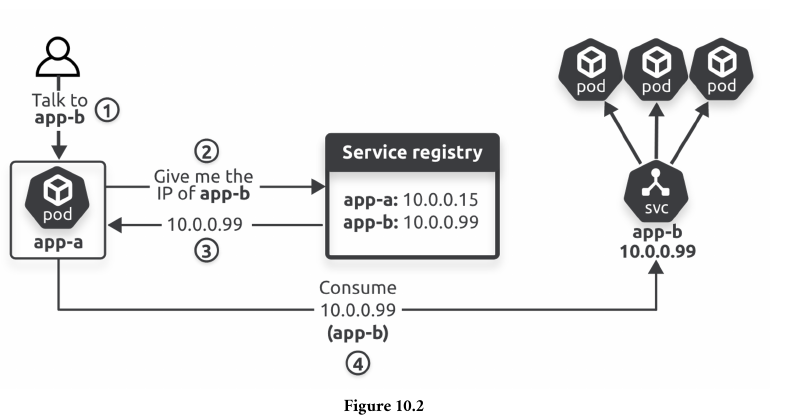 Talk to
app-b
①
②
Give me the
IP of app-b
10.0.0.99
③
pod
app-a
Service registry
app-a: 10.0.0.15
app-b: 10.0.0.99
pod
pod
pod
svc
app-b
10.0.0.99
Consume
10.0.0.99
(app-b)
④
Figure 10.2